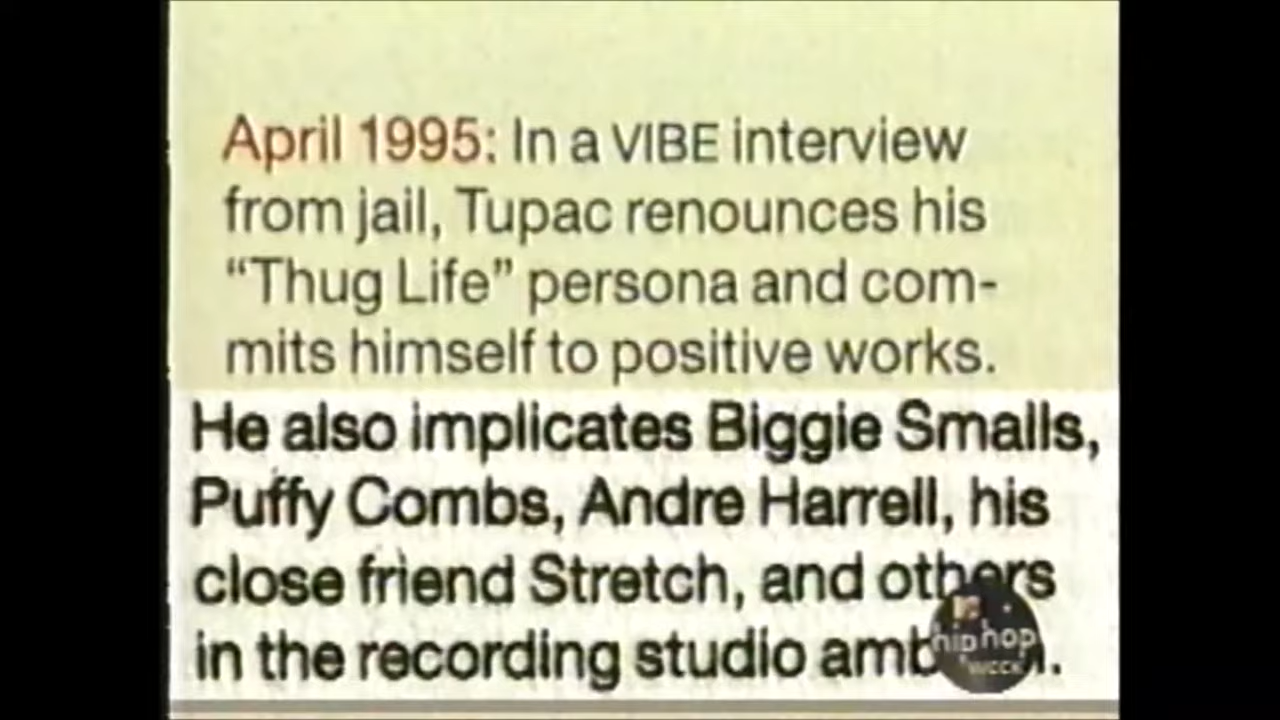 April 1995: In a VIBE interview
from jail, Tupac renounces his
“Thug Life” persona and com-
mits himself to positive works.
He also implicates Biggie Smalls,
Puffy Combs, Andre Harrell, his
close friend Stretch, and others
in the recording studio
hip hop
WEEK